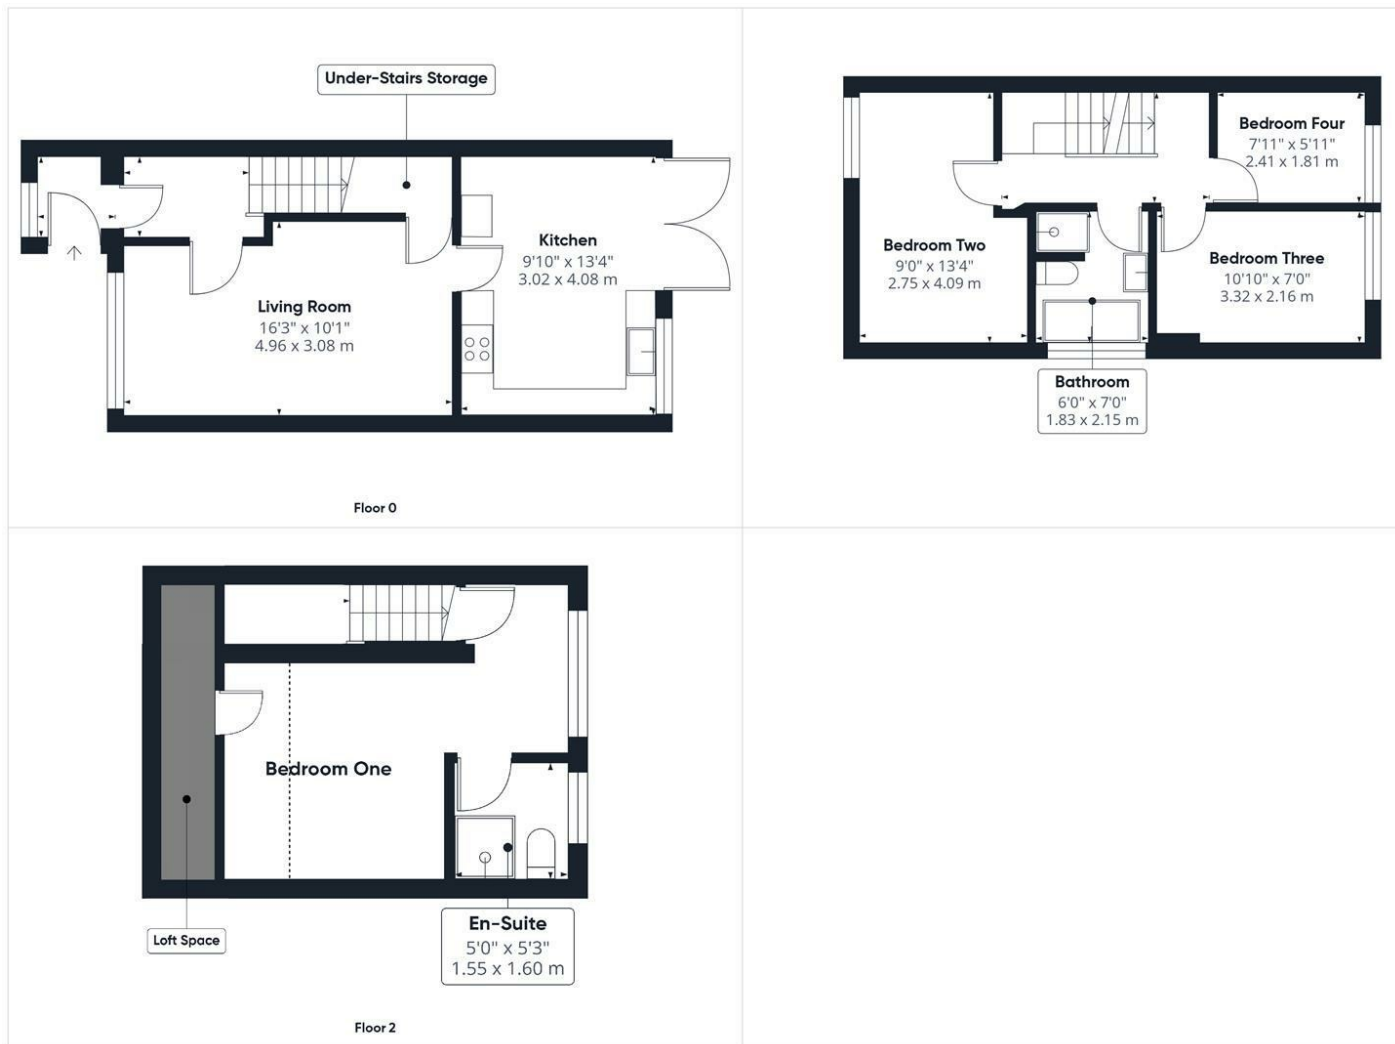 Under-Stairs Storage
Kitchen
9'10" x 13'4"
3.02 x 4.08 m
Living Room
16'3" x 10'1"
4.96 x 3.08 m
Floor 0
Bedroom Four
7'11" x 5'11"
2.41 x 1.81 m
Bedroom Two
9'0" x 13'4"
2.75 x 4.09 m
Bedroom Three
10'10" x 7'0"
3.32 x 2.16 m
Bathroom
6'0" x 7'0"
1.83 x 2.15 m
Bedroom One
En-Suite
5'0" x 5'3"
1.55 x 1.60 m
Loft Space
Floor 2